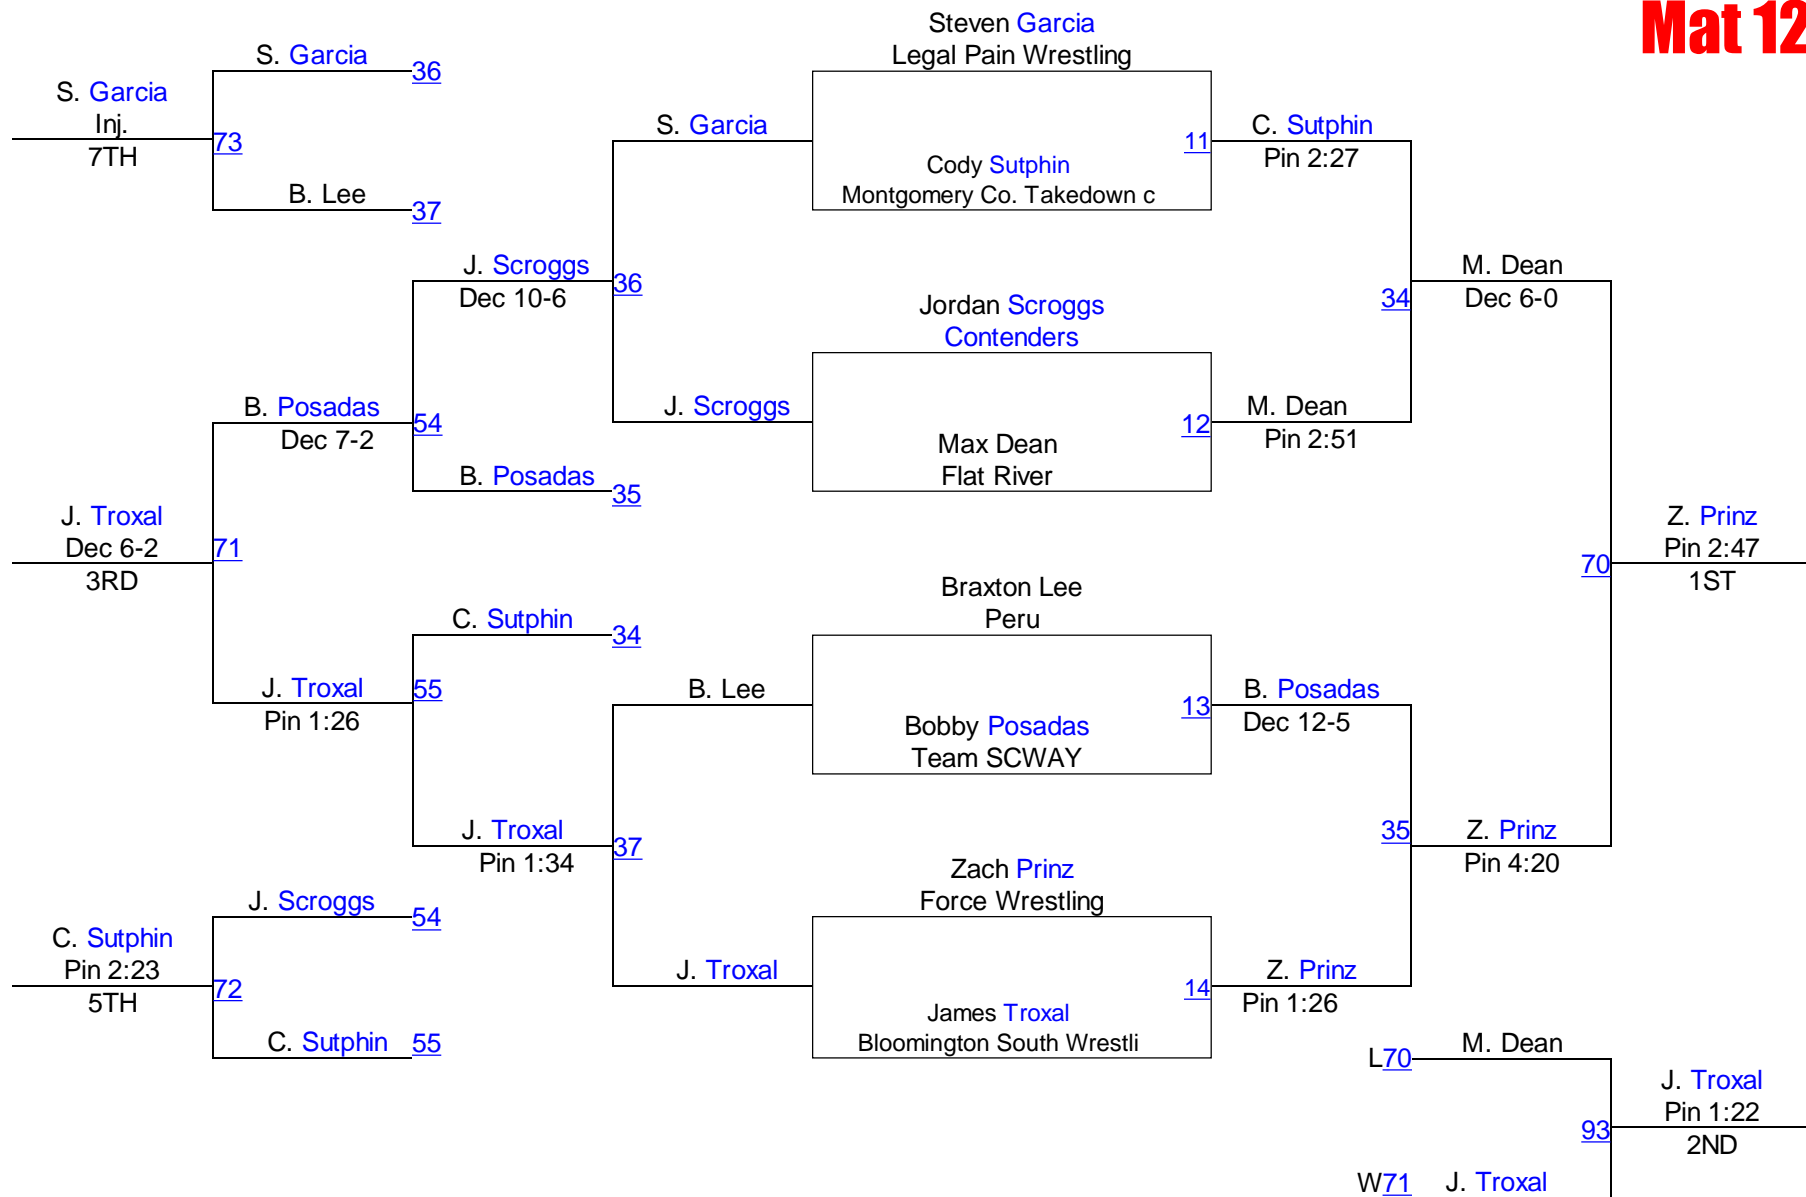 Mat 12
Steven Garcia
Legal Pain Wrestling
S. Garcia
36
S. Garcia
Inj.
7TH
73
S. Garcia
11
C. Sutphin
Pin 2:27
Cody Sutphin
Montgomery Co. Takedown c
B. Lee
37
J. Scroggs
Dec 10-6
36
M. Dean
Dec 6-0
34
Jordan Scroggs
Contenders
B. Posadas
Dec 7-2
54
J. Scroggs
12
M. Dean
Pin 2:51
Max Dean
Flat River
B. Posadas
35
J. Troxal
Dec 6-2
3RD
71
Z. Prinz
Pin 2:47
1ST
70
Braxton Lee
Peru
C. Sutphin
34
J. Troxal
Pin 1:26
55
B. Lee
13
B. Posadas
Dec 12-5
Bobby Posadas
Team SCWAY
J. Troxal
Pin 1:34
37
35
Z. Prinz
Pin 4:20
Zach Prinz
Force Wrestling
J. Scroggs
54
C. Sutphin
Pin 2:23
5TH
72
J. Troxal
14
Z. Prinz
Pin 1:26
James Troxal
Bloomington South Wrestli
C. Sutphin
55
L70
M. Dean
J. Troxal
Pin 1:22
2ND
93
W71
J. Troxal